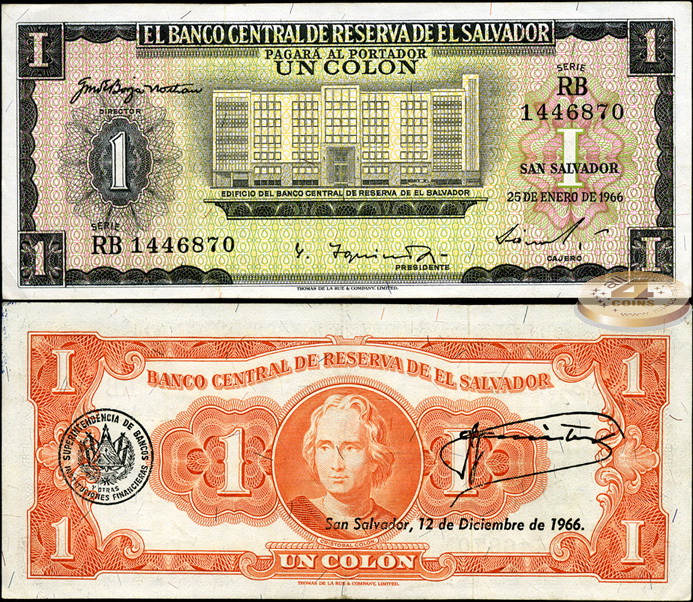 EL BANCO CENTRAL DE RESERVA DE EL SALVADOR
PAGARÁ AL PORTADOR
UN COLON
I
I
DIRECTOR
1
SERIE
RB
1446870
I
SAN SALVADOR
25 DE ENERO DE 1966
EDIFICIO DEL BANCO CENTRAL DE RESERVA DE EL SALVADOR
SERIE
RB 1446870
PRESIDENTE
CAJERO
1
I
THOMAS DE LA RUE & COMPANY, LIMITED.
4
COINS
www.
I
1
BANCO CENTRAL DE RESERVA DE EL SALVADOR
SUPERINTENDENCIA DE BANCOS
Y OTRAS
INSTITUCIONES FINANCIERAS
1
1
San Salvador, 12 de Diciembre de 1966.
CRISTOBAL COLON
1
I
UN COLON
THOMAS DE LA RUE & COMPANY, LIMITED.